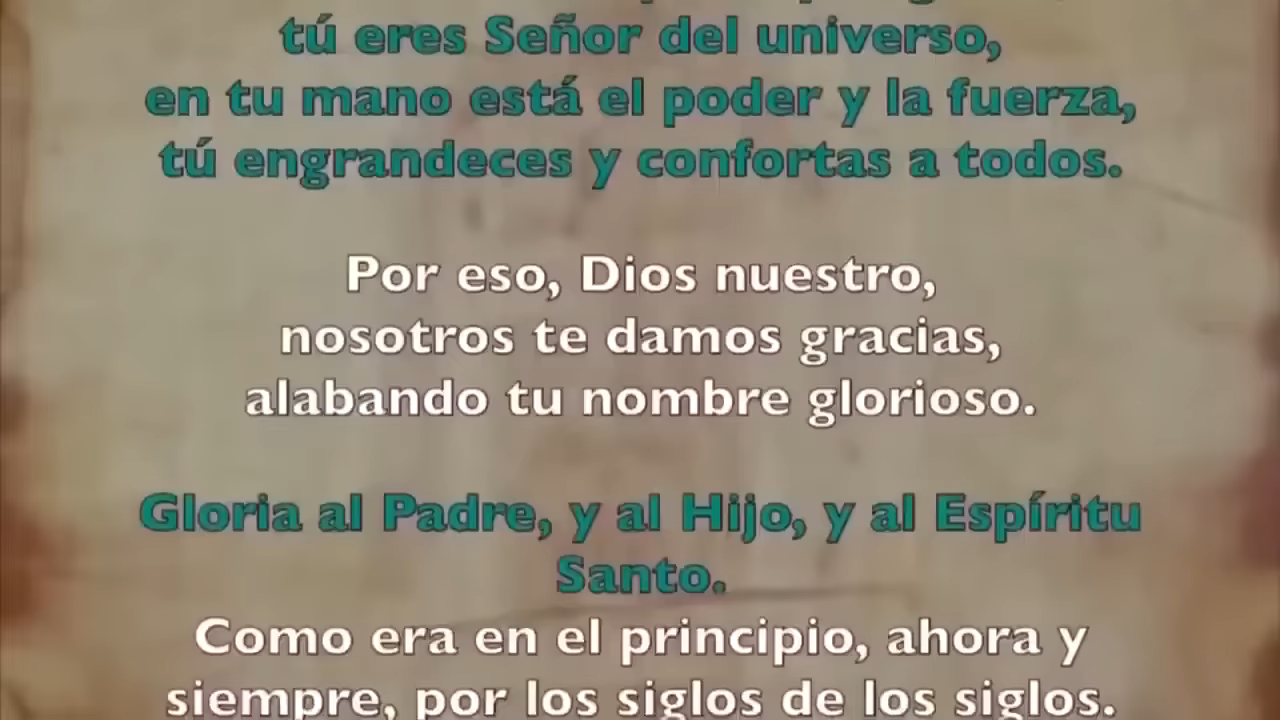 tú eres Señor del universo,
en tu mano está el poder y la fuerza,
tú engrandeces y confortas a todos.
Por eso, Dios nuestro,
nosotros te damos gracias,
alabando tu nombre glorioso.
Gloria al Padre, y al Hijo, y al Espíritu
Santo.
Como era en el principio, ahora y
siempre, por los siglos de los siglos.